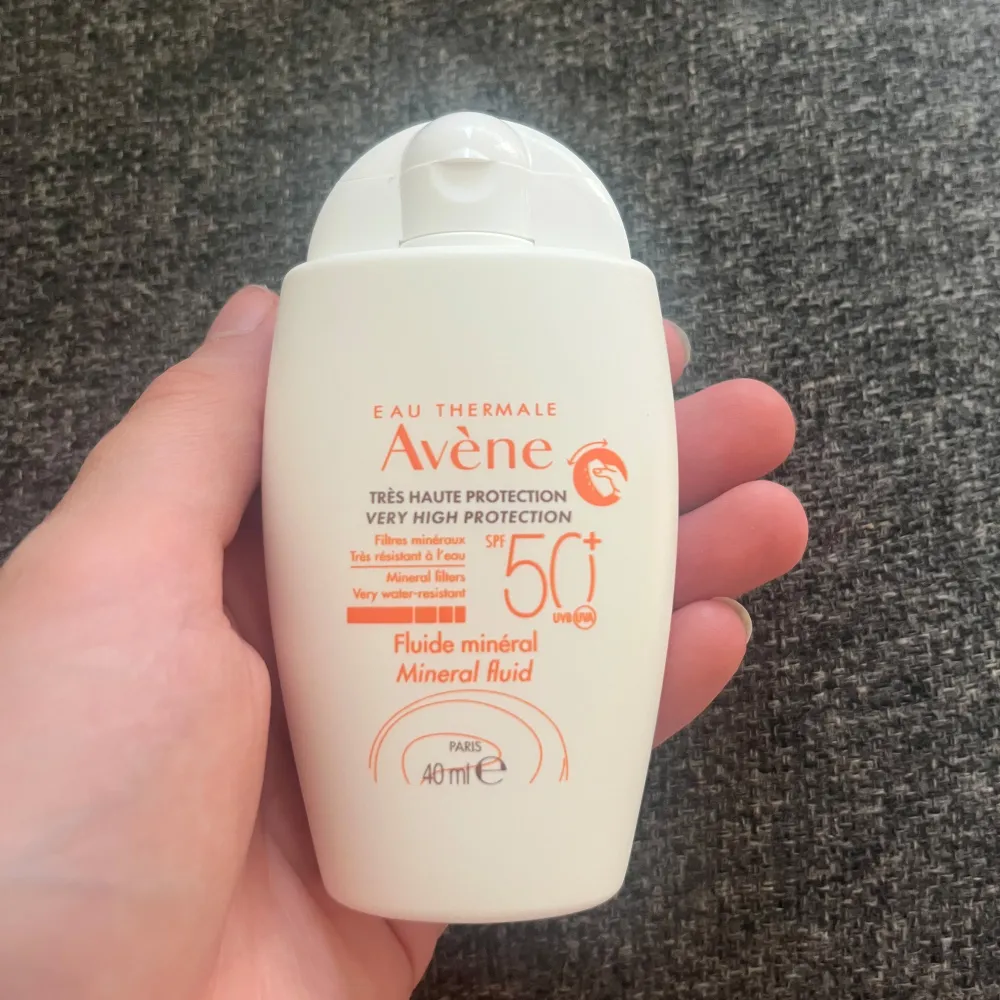 EAU THERMALE
Avène
TRÈS HAUTE PROTECTION
VERY HIGH PROTECTION
Filtres minéraux
Très résistant à l'eau
Mineral filters
Very water-resistant
SPF 50+
UVB UVA
Fluide minéral
Mineral fluid
PARIS
40 ml e